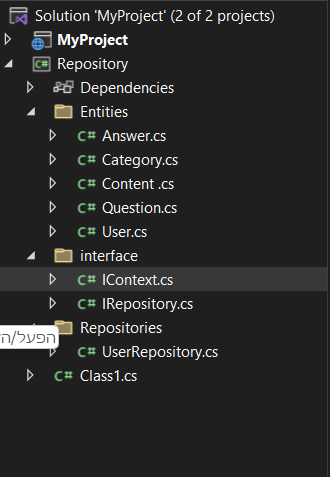 Solution 'MyProject' (2 of 2 projects)
MyProject
Repository
Dependencies
Entities
C# Answer.cs
C# Category.cs
C# Content .cs
C# Question.cs
C# User.cs
interface
C# IContext.cs
C# IRepository.cs
Repositories
הפעל/
C# UserRepository.cs
C# Class1.cs